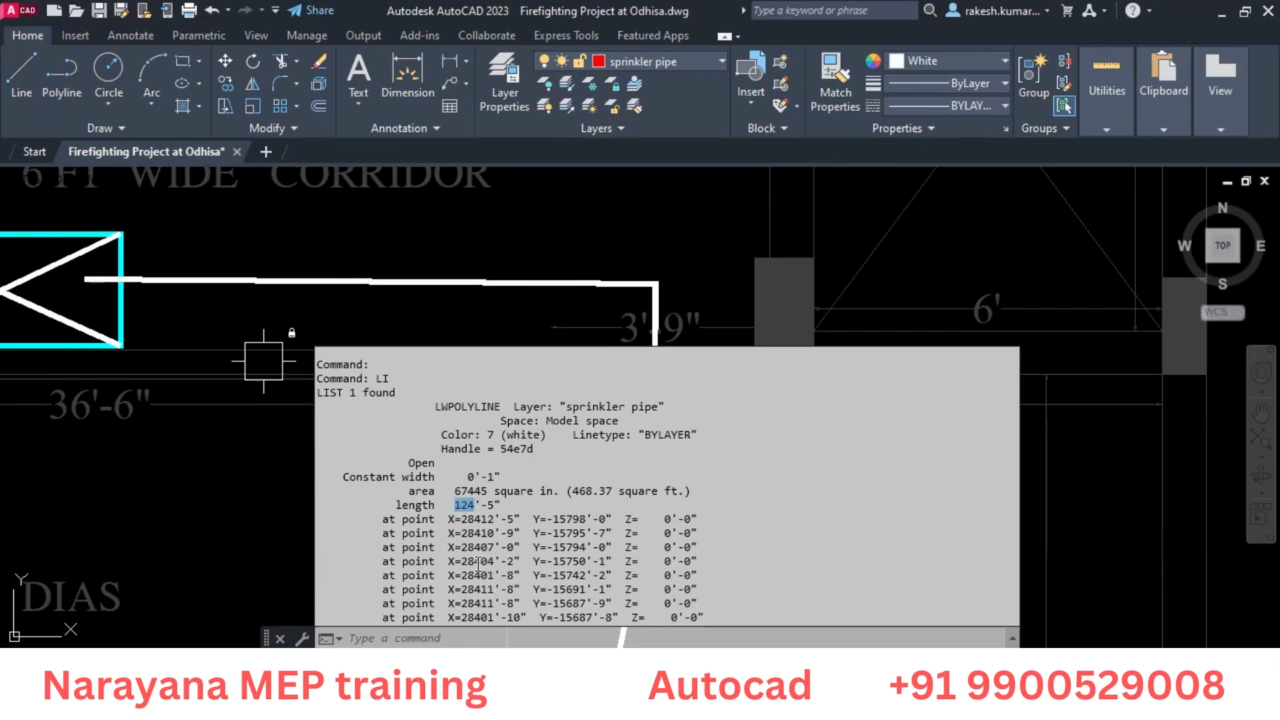 CAD
Share
Autodesk AutoCAD 2023 Firefighting Project at Odhisa.dwg
Type a keyword or phrase
rakesh.kumar...
Home Insert Annotate Parametric View Manage Output Add-ins Collaborate Express Tools Featured Apps
sprinkler pipe
White
ByLayer
BYLAY...
Line Polyline Circle Arc Text Dimension Layer Properties Insert Match Properties Group Utilities Clipboard View
Draw Modify Annotation Layers Block Properties Groups
Start Firefighting Project at Odhisa*
6 FT WIDE CORRIDOR
N
W TOP E
S
WCS
6'
3'-9"
36'-6"
DIAS
Y
X
Command:
Command: LI
LIST 1 found
LWPOLYLINE Layer: "sprinkler pipe"
Space: Model space
Color: 7 (white) Linetype: "BYLAYER"
Handle = 54e7d
Open
Constant width 0'-1"
area 67445 square in. (468.37 square ft.)
length 124'-5"
at point X=28412'-5" Y=-15798'-0" Z= 0'-0"
at point X=28410'-9" Y=-15795'-7" Z= 0'-0"
at point X=28407'-0" Y=-15794'-0" Z= 0'-0"
at point X=28404'-2" Y=-15750'-1" Z= 0'-0"
at point X=28401'-8" Y=-15742'-2" Z= 0'-0"
at point X=28411'-8" Y=-15691'-1" Z= 0'-0"
at point X=28411'-8" Y=-15687'-9" Z= 0'-0"
at point X=28401'-10" Y=-15687'-8" Z= 0'-0"
Type a command
Narayana MEP training Autocad +91 9900529008